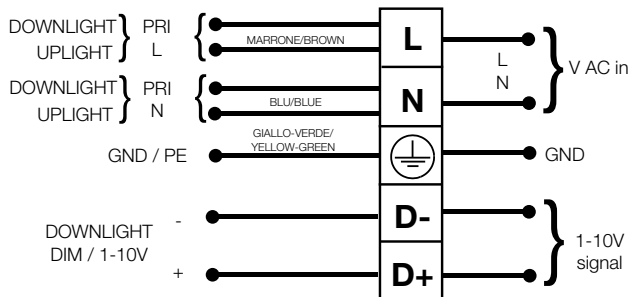 DOWNLIGHT } PRI {
UPLIGHT L
MARRONE/BROWN
L
L
N
} V AC in
DOWNLIGHT } PRI {
UPLIGHT N
BLU/BLUE
N
GIALLO-VERDE/
YELLOW-GREEN
GND / PE
GND
DOWNLIGHT
DIM / 1-10V
-
+
D-
D+
} 1-10V
signal